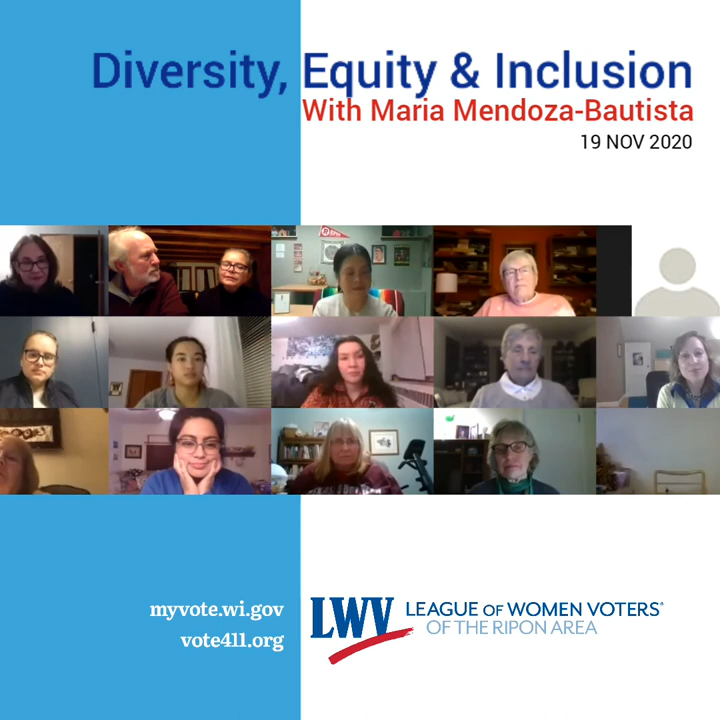 Diversity, Equity & Inclusion
With Maria Mendoza-Bautista
19 NOV 2020
myvote.wi.gov
vote411.org
LWV
LEAGUE OF WOMEN VOTERS®
OF THE RIPON AREA